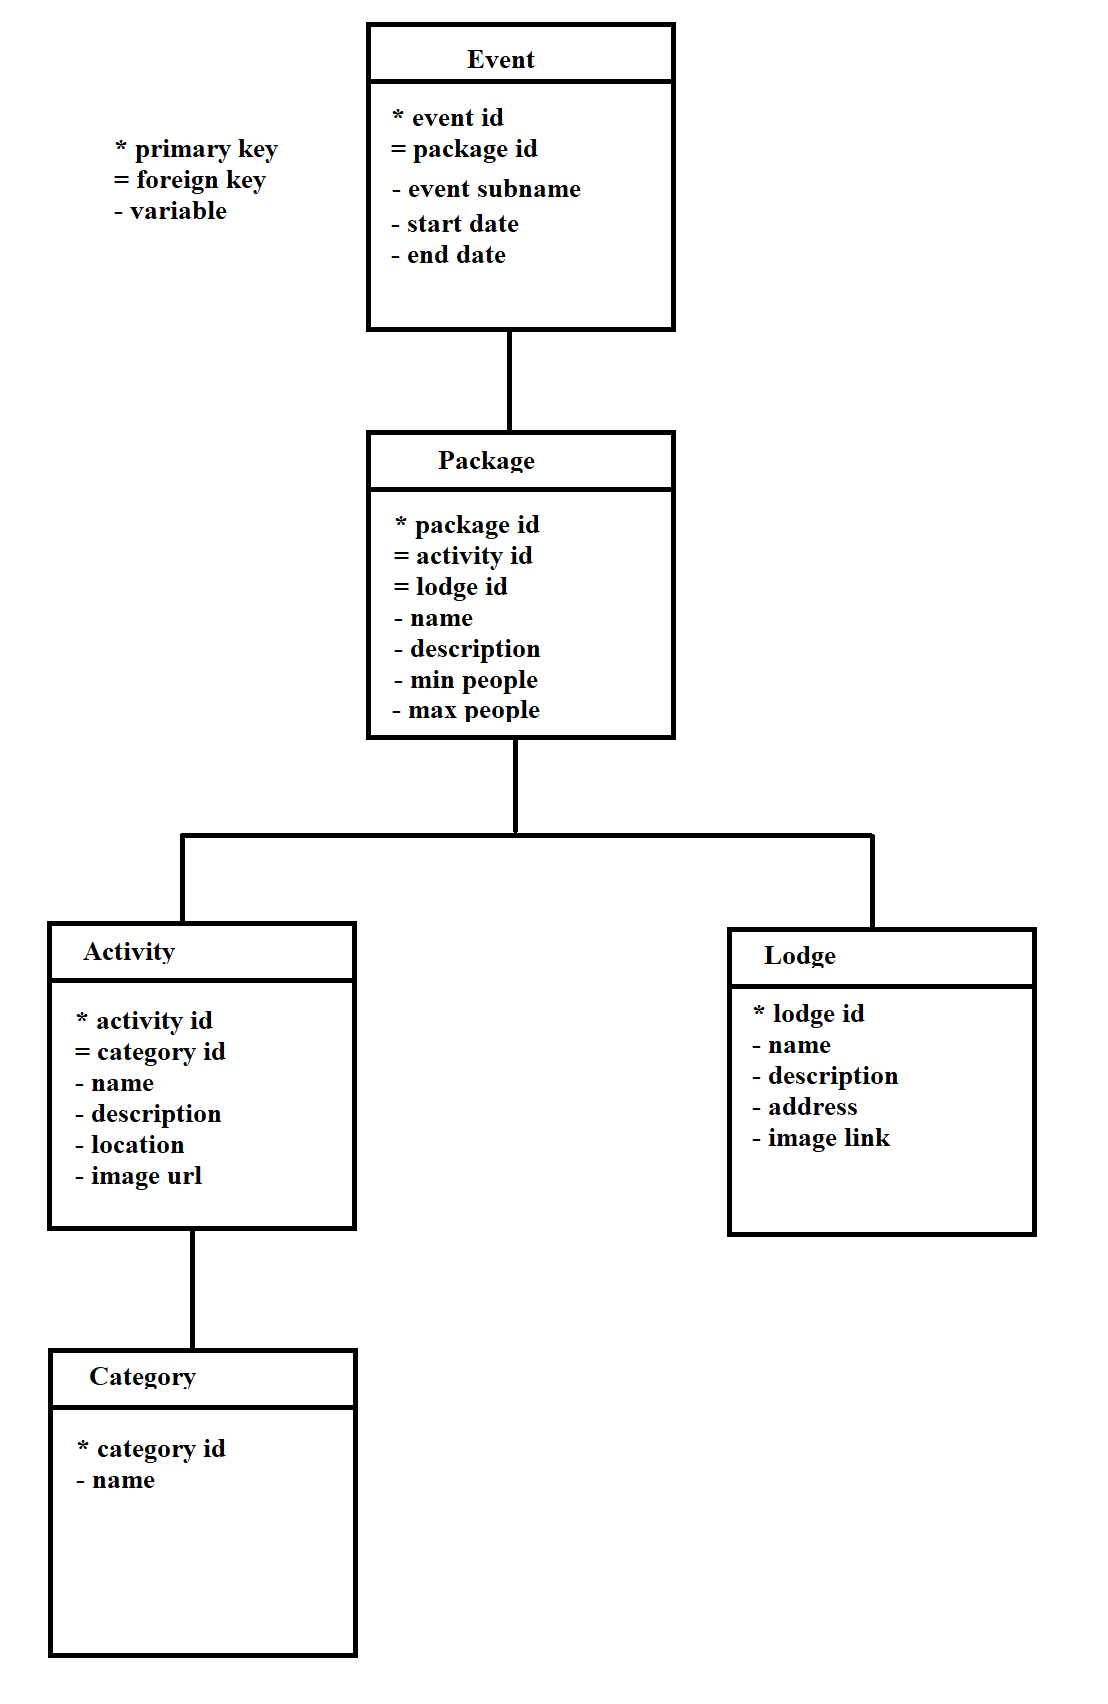 Event
* event id
= package id
- event subname
- start date
- end date
* primary key
= foreign key
- variable
Package
* package id
= activity id
= lodge id
- name
- description
- min people
- max people
Activity
* activity id
= category id
- name
- description
- location
- image url
Lodge
* lodge id
- name
- description
- address
- image link
Category
* category id
- name